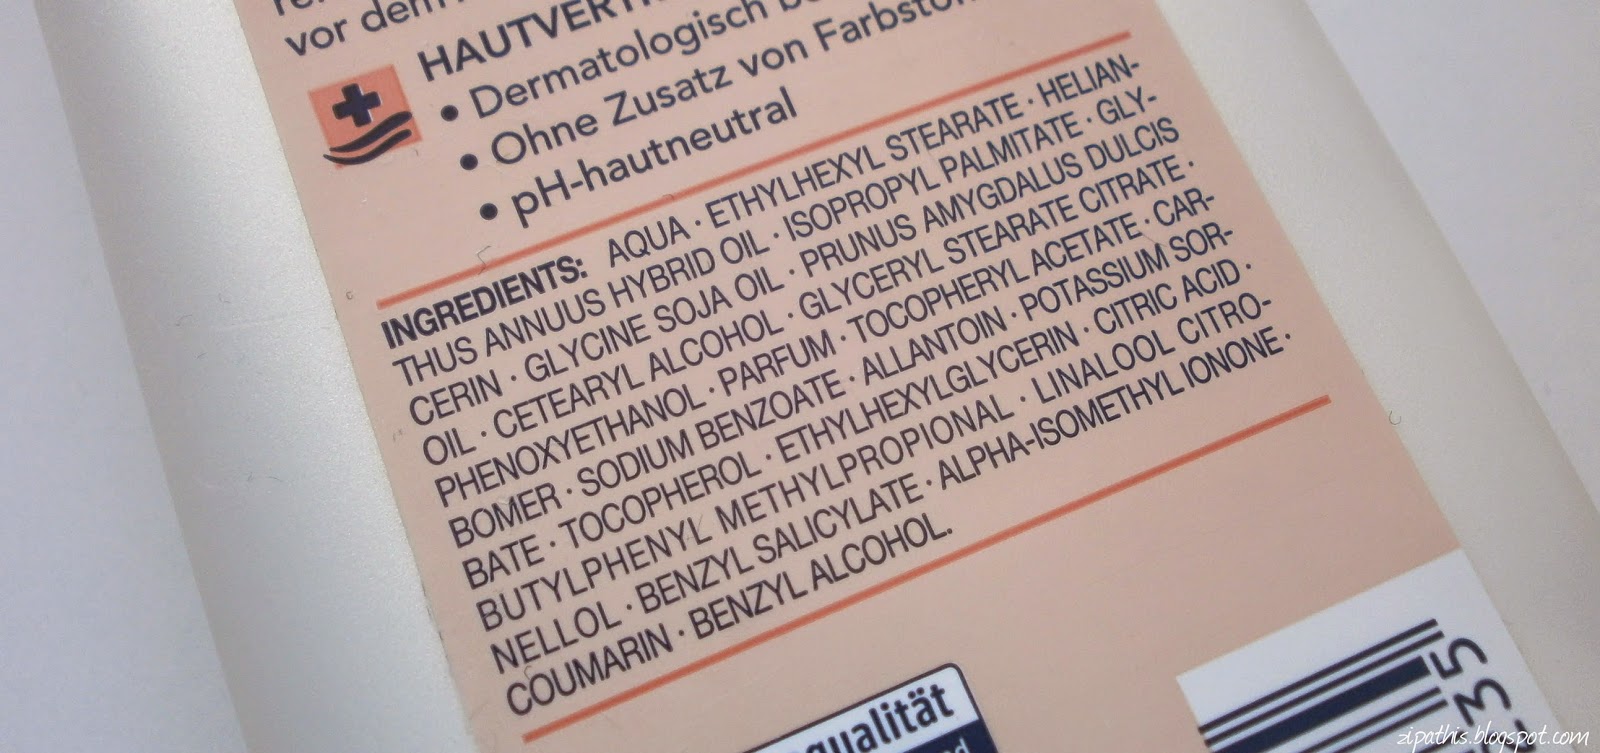 vor dem
HAUTVERTR
• Dermatologisch be
• Ohne Zusatz von Farbstof
• pH-hautneutral
INGREDIENTS: AQUA · ETHYLHEXYL STEARATE · HELIAN-
THUS ANNUUS HYBRID OIL · ISOPROPYL PALMITATE · GLY-
CERIN · GLYCINE SOJA OIL · PRUNUS AMYGDALUS DULCIS
OIL · CETEARYL ALCOHOL · GLYCERYL STEARATE CITRATE ·
PHENOXYETHANOL · PARFUM · TOCOPHERYL ACETATE · CAR-
BOMER · SODIUM BENZOATE · ALLANTOIN · POTASSIUM SOR-
BATE · TOCOPHEROL · ETHYLHEXYLGLYCERIN · CITRIC ACID ·
BUTYLPHENYL METHYLPROPIONAL · LINALOOL CITRO-
NELLOL · BENZYL SALICYLATE · ALPHA-ISOMETHYL IONONE ·
COUMARIN · BENZYL ALCOHOL.
qualität
35
zipathis.blogspot.com